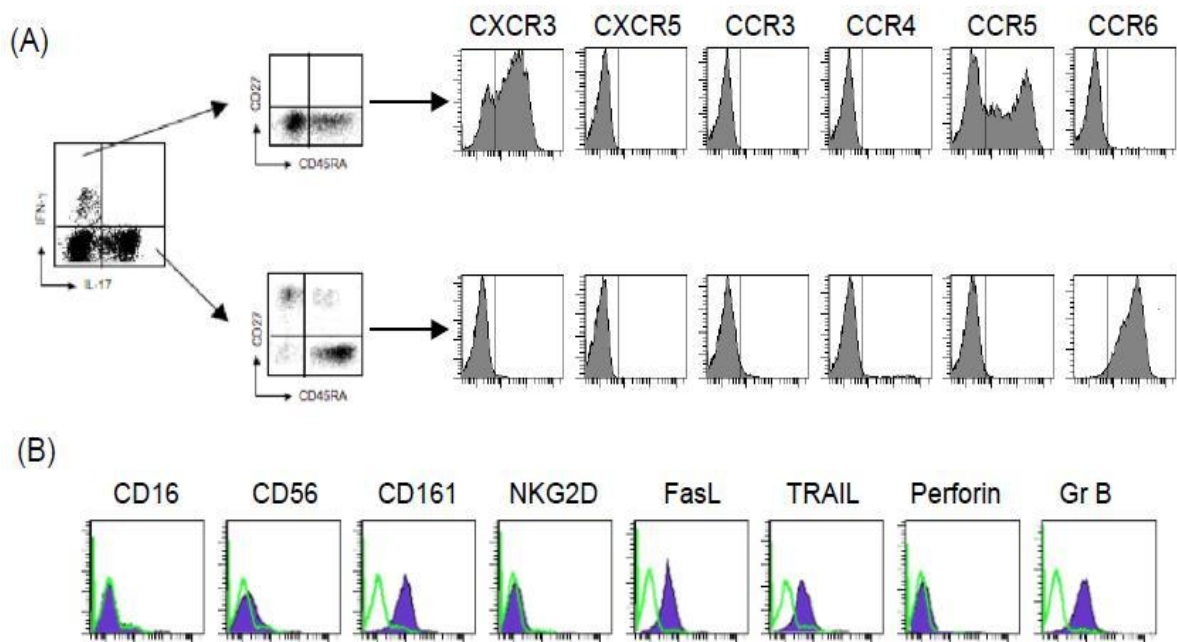 (A)
CXCR3 CXCR5 CCR3 CCR4 CCR5 CCR6
CD27
CD45RA
IFN-γ
IL-17
CD27
CD45RA
(B)
CD16 CD56 CD161 NKG2D FasL TRAIL Perforin Gr B